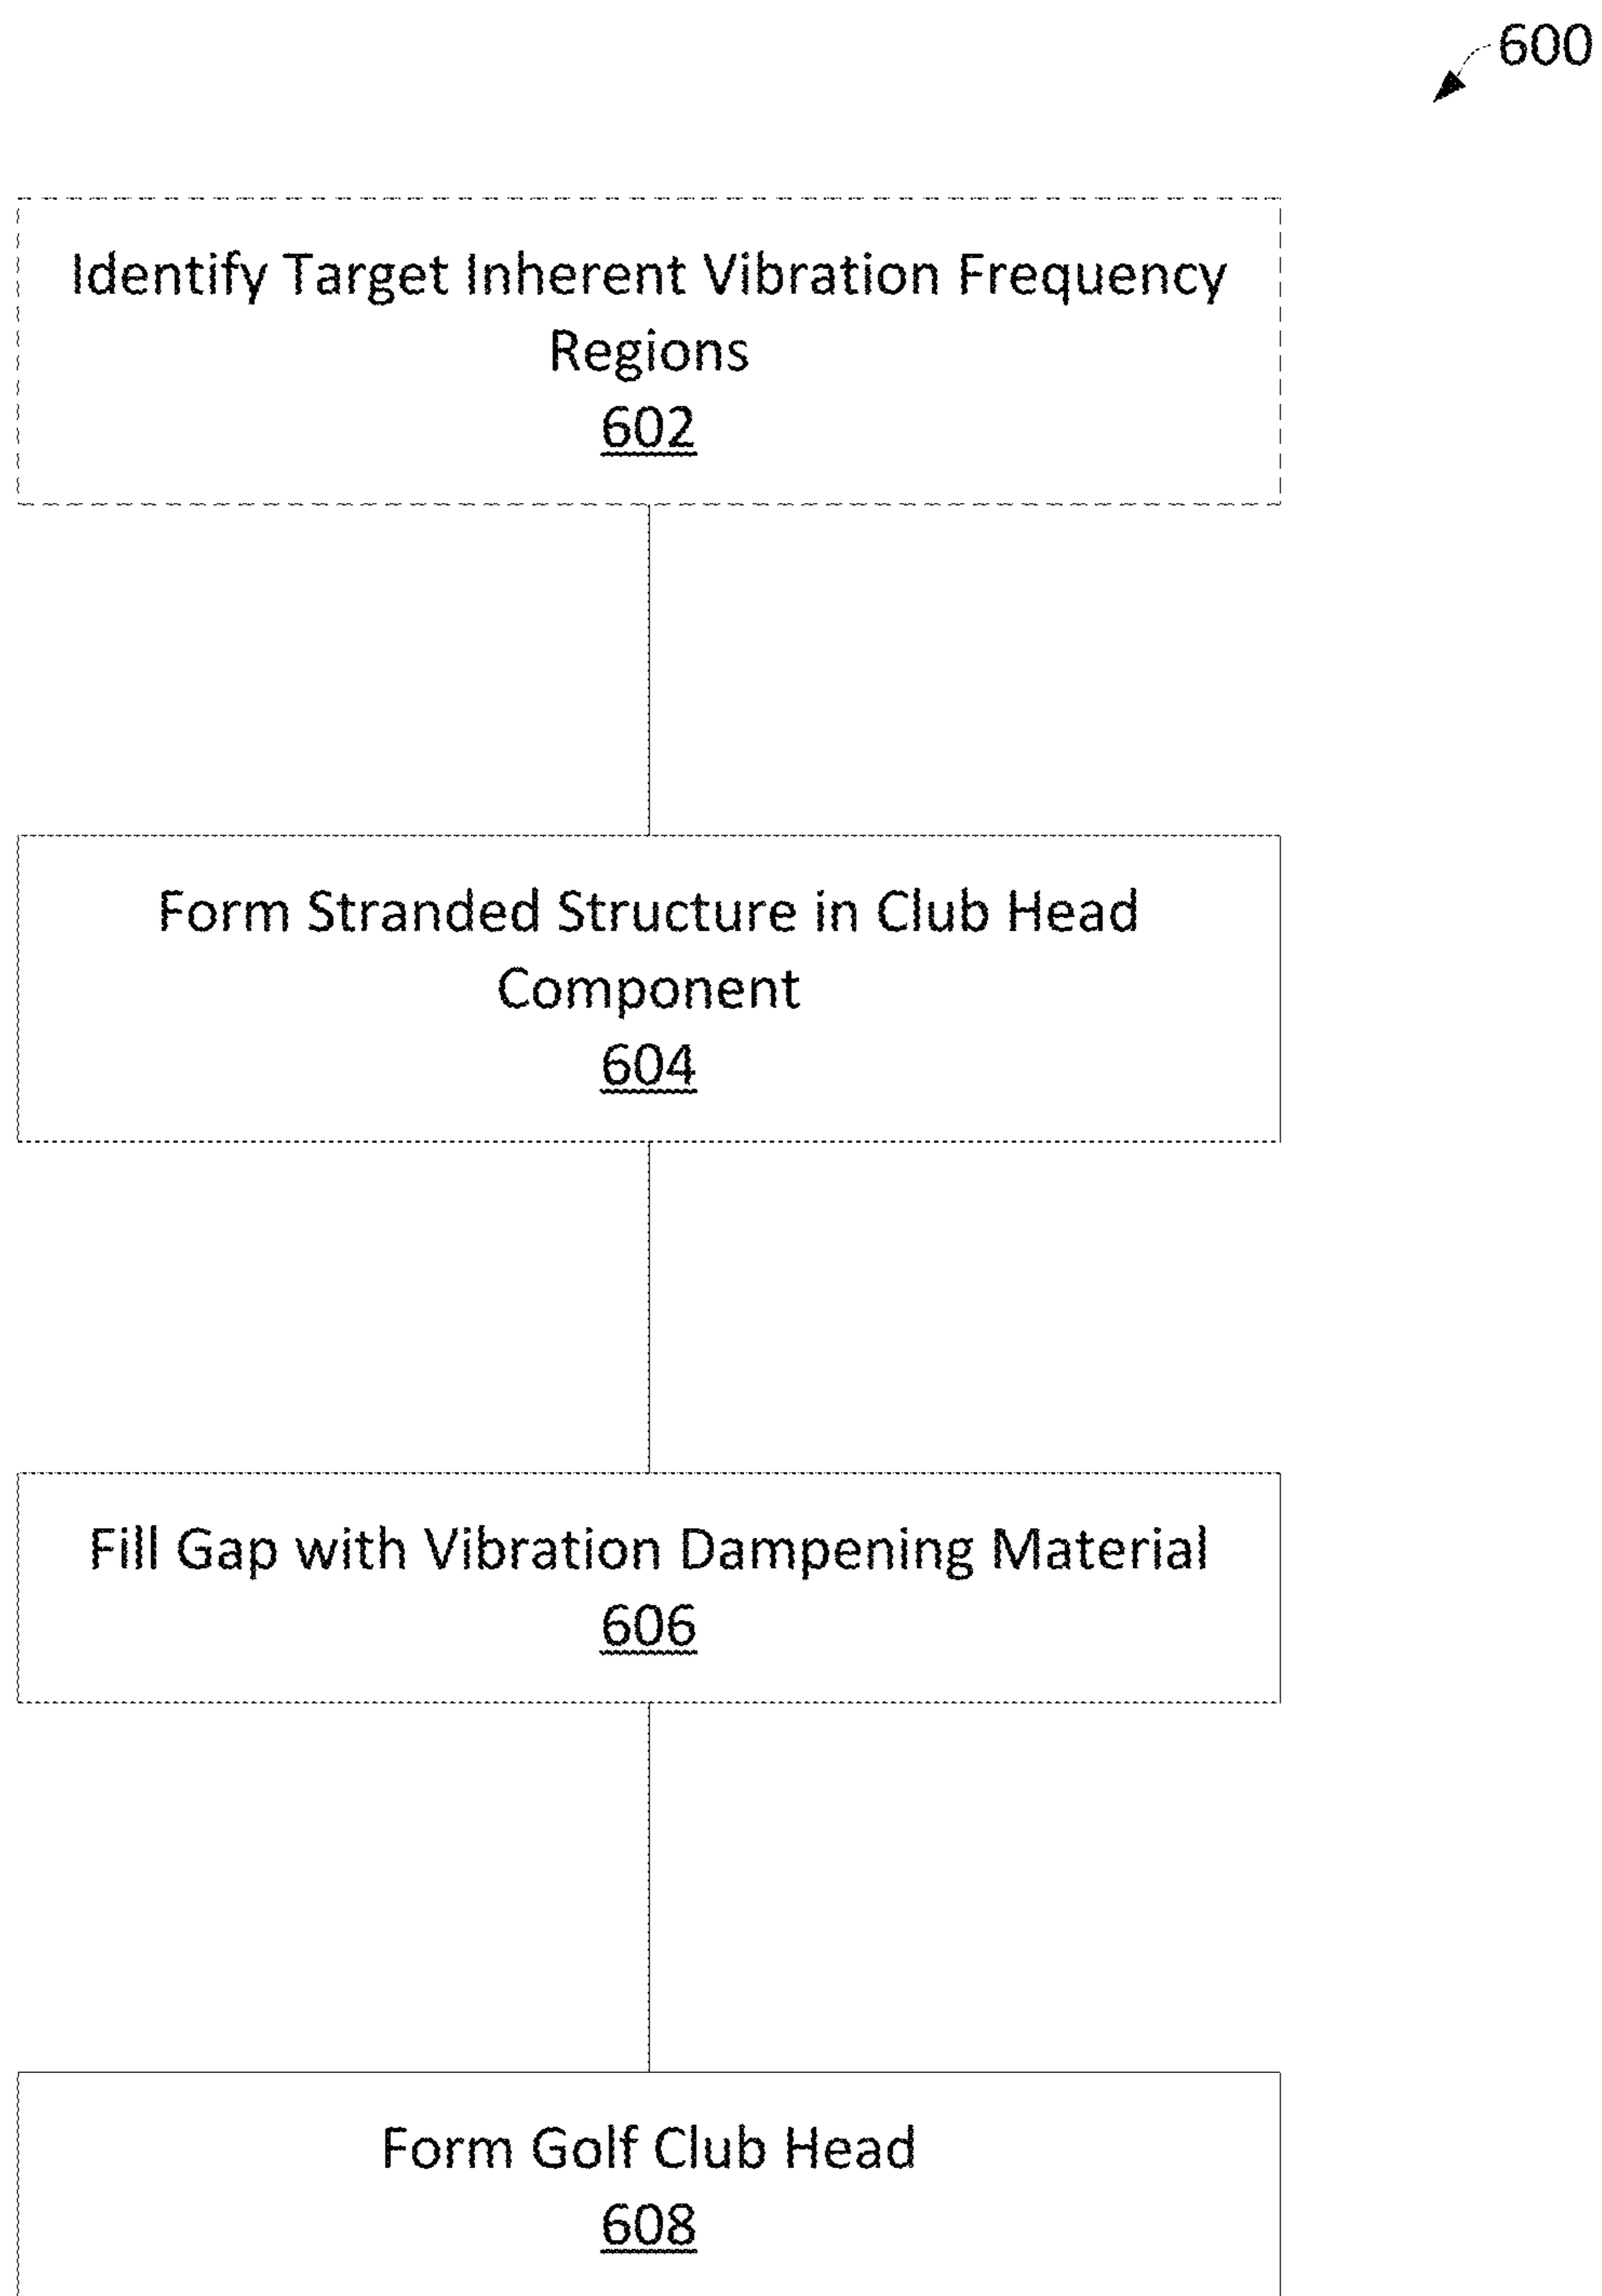 600
Identify Target Inherent Vibration Frequency
Regions
602
Form Stranded Structure in Club Head
Component
604
Fill Gap with Vibration Dampening Material
606
Form Golf Club Head
608